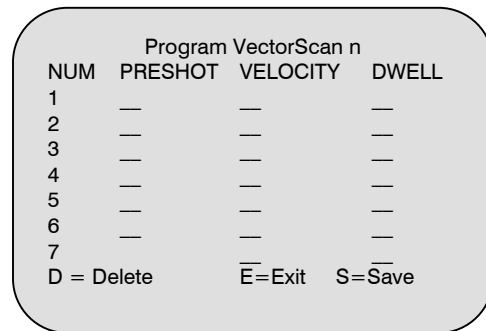 Program VectorScan n
NUM PRESHOT VELOCITY DWELL
1 __ __ __
2 __ __ __
3 __ __ __
4 __ __ __
5 __ __ __
6 __ __ __
7 __ __
D = Delete E=Exit S=Save